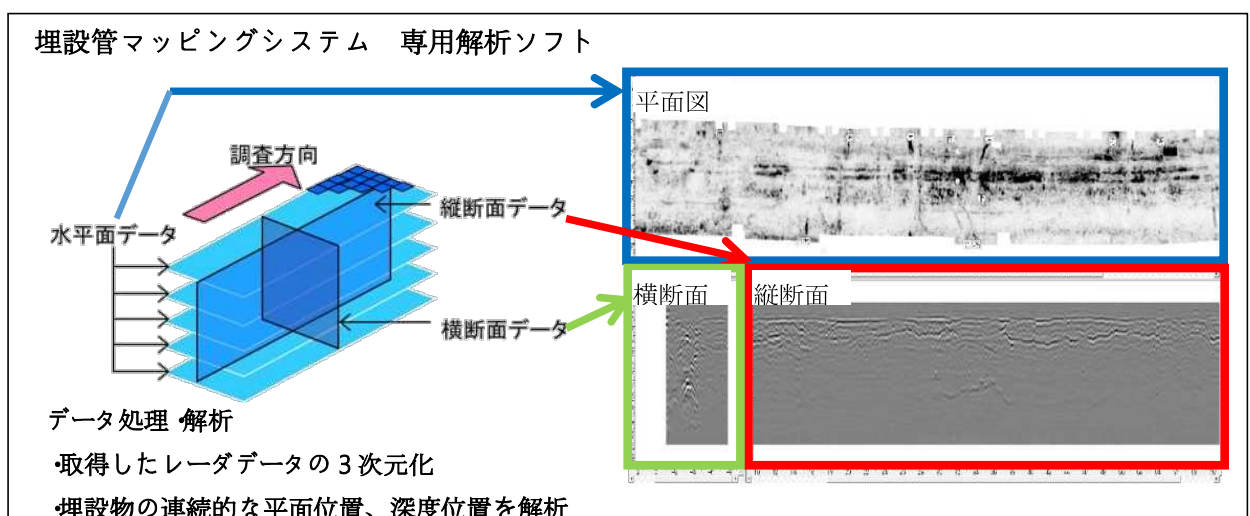 埋設管マッピングシステム　専用解析ソフト
平面図
調査方向
縦断面データ
水平面データ
横断面データ
横断面
縦断面
データ処理・解析
・取得したレーダデータの３次元化
・埋設物の連続的な平面位置、深度位置を解析